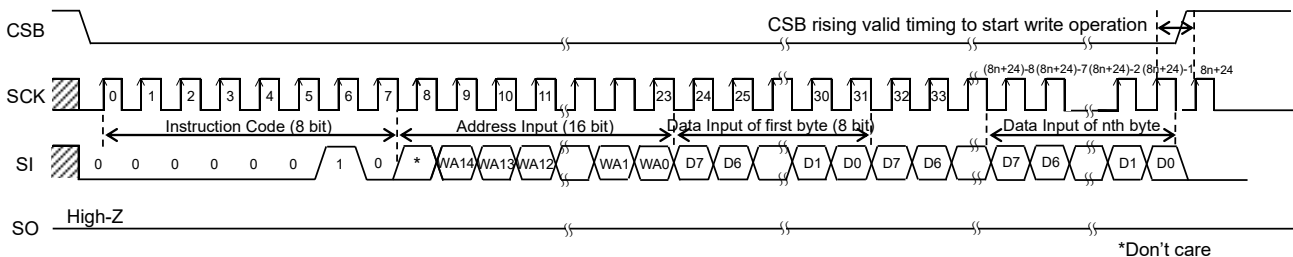 CSB
CSB rising valid timing to start write operation
(8n+24)-8 (8n+24)-7 (8n+24)-2 (8n+24)-1 8n+24
SCK 0 1 2 3 4 5 6 7 8 9 10 11 23 24 25 30 31 32 33
Instruction Code (8 bit) Address Input (16 bit) Data Input of first byte (8 bit) Data Input of nth byte
SI 0 0 0 0 0 0 1 0 * WA14 WA13 WA12 WA1 WA0 D7 D6 D1 D0 D7 D6 D7 D6 D1 D0
High-Z
SO
*Don't care